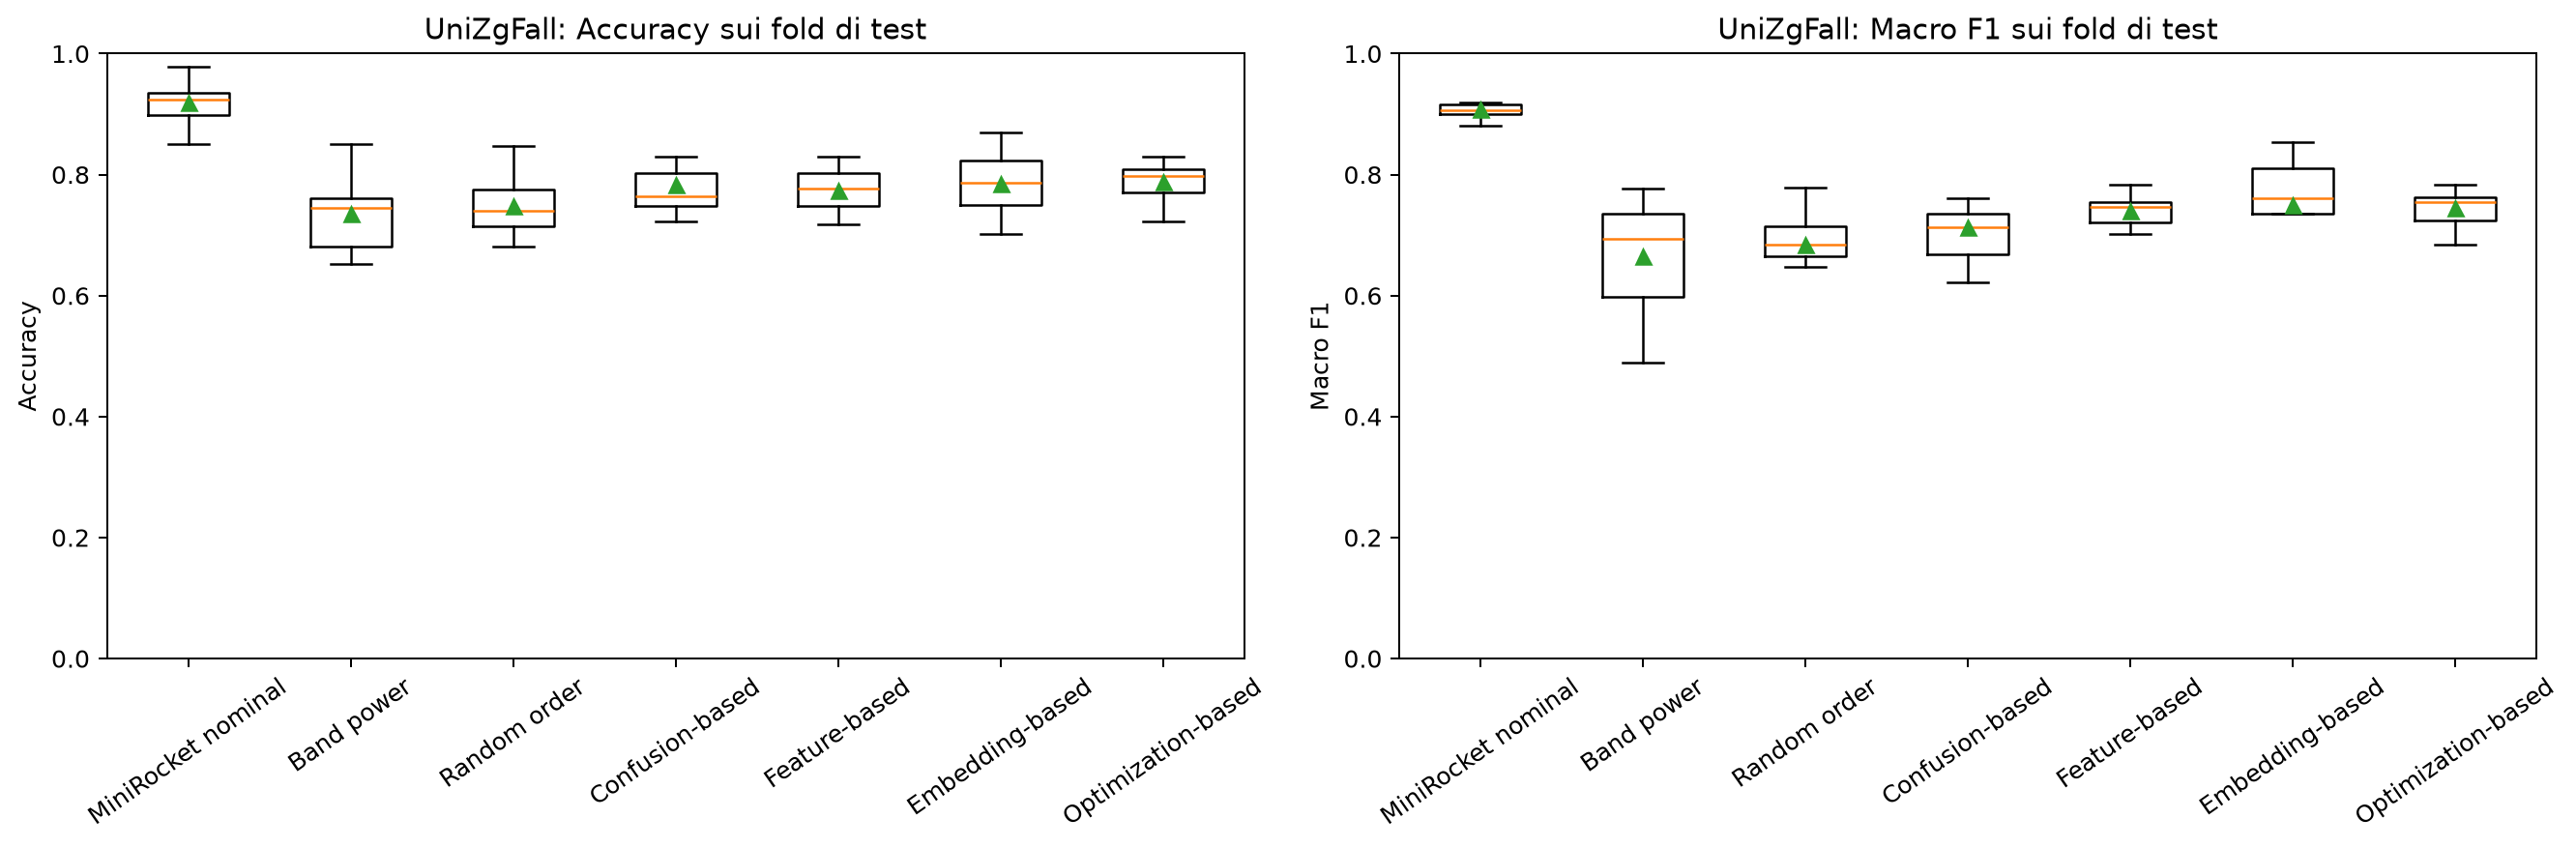 UniZgFall: Accuracy sui fold di test
Accuracy
1.0
0.8
0.6
0.4
0.2
0.0
MiniRocket nominal
Band power
Random order
Confusion-based
Feature-based
Embedding-based
Optimization-based
UniZgFall: Macro F1 sui fold di test
Macro F1
1.0
0.8
0.6
0.4
0.2
0.0
MiniRocket nominal
Band power
Random order
Confusion-based
Feature-based
Embedding-based
Optimization-based